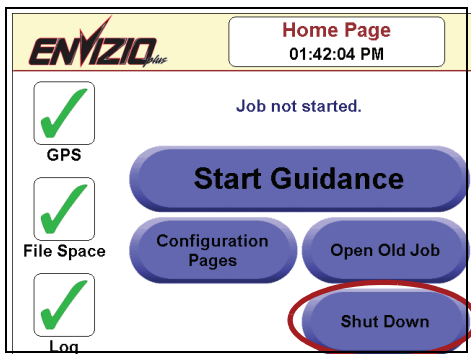 ENVIZIO plus
Home Page
01:42:04 PM
Job not started.
GPS
Start Guidance
File Space
Configuration
Pages
Open Old Job
Log
Shut Down